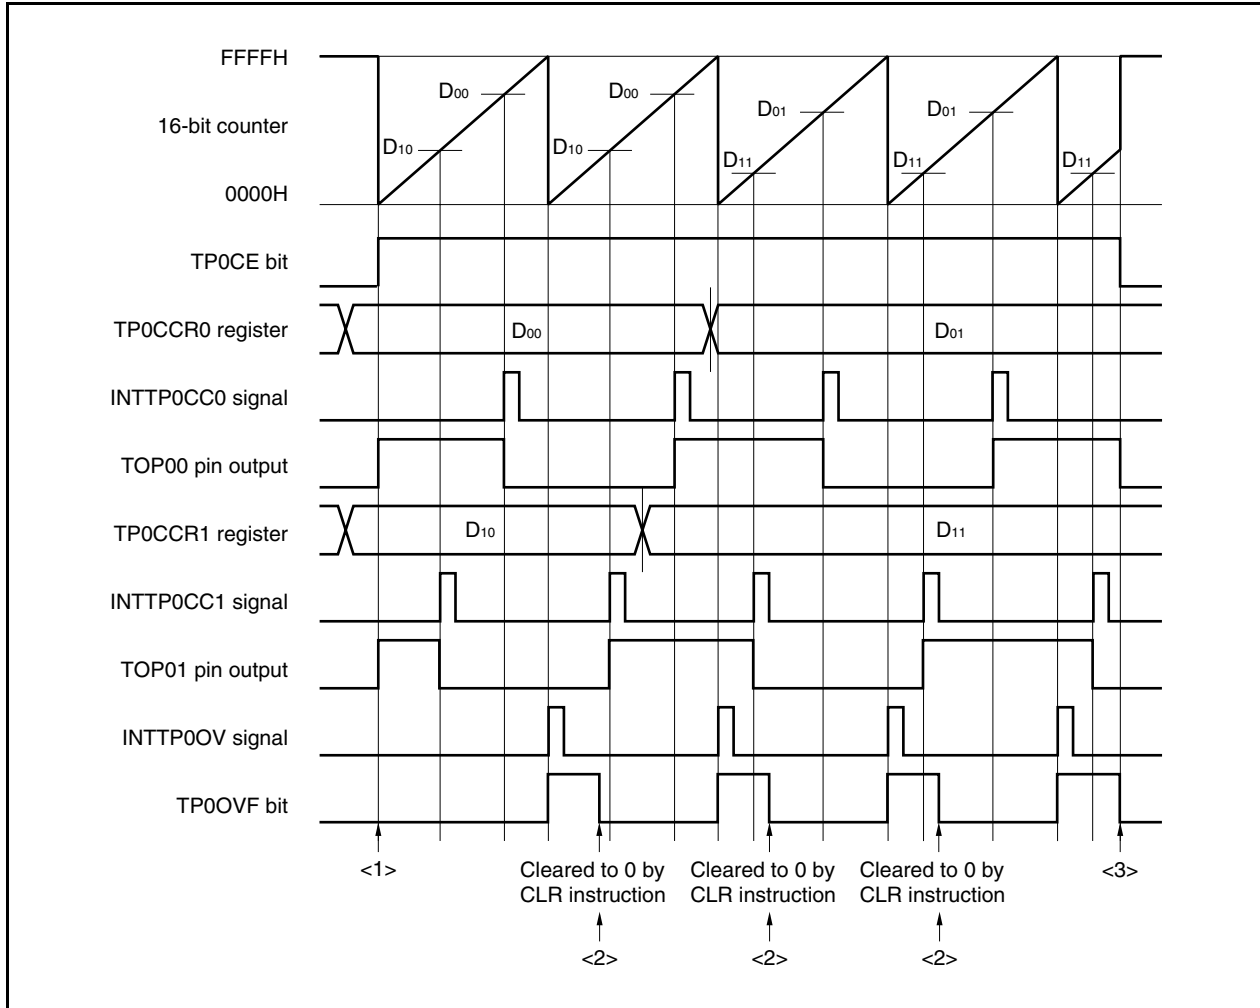 FFFFH
D00
D00
D01
D01
16-bit counter
D10
D10
D11
D11
D11
0000H
TP0CE bit
TP0CCR0 register
D00
D01
INTTP0CC0 signal
TOP00 pin output
TP0CCR1 register
D10
D11
INTTP0CC1 signal
TOP01 pin output
INTTP0OV signal
TP0OVF bit
<1>
Cleared to 0 by
CLR instruction
Cleared to 0 by
CLR instruction
Cleared to 0 by
CLR instruction
<3>
<2>
<2>
<2>